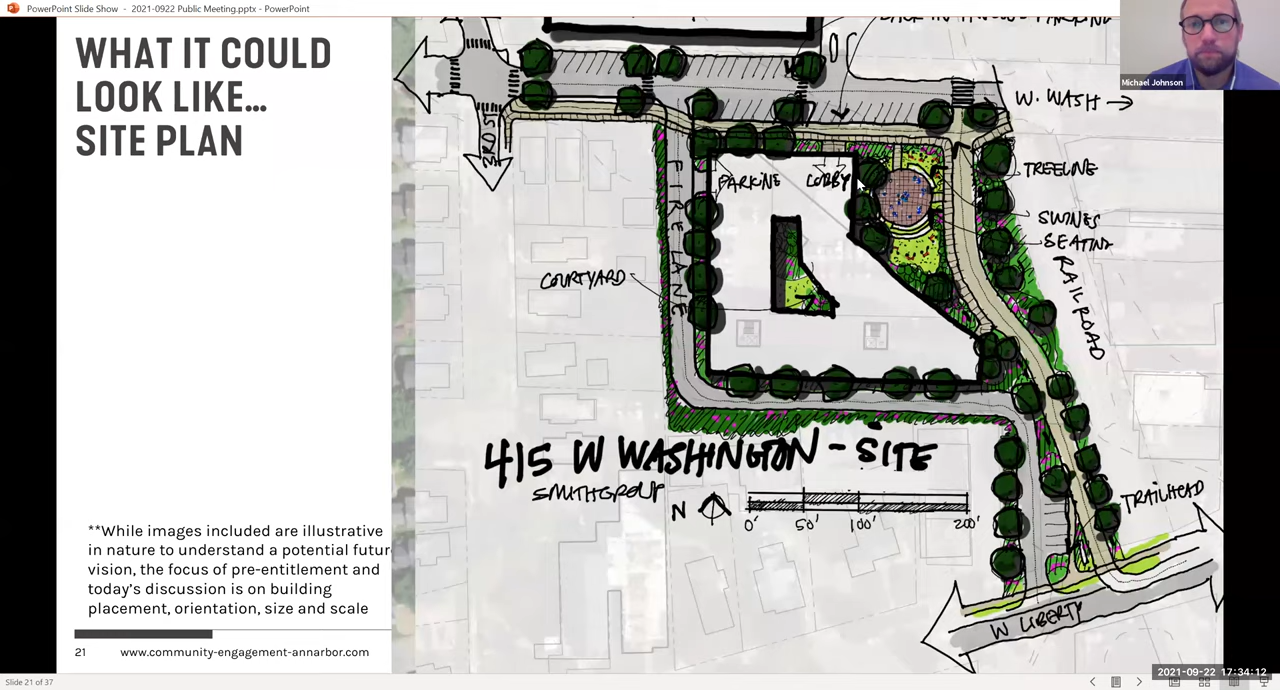 PowerPoint Slide Show - 2021-0922 Public Meeting.pptx - PowerPoint
WHAT IT COULD
LOOK LIKE...
SITE PLAN
Michael Johnson
W. WASH
3RD ST
TREELINE
PARKING
LOBBY
SWINGS
SEATING
FIRE LANE
COURTYARD
RAILROAD
415 W WASHINGTON - SITE
SMITHGROUP
N
0' 50' 100' 200'
TRAILHEAD
W LIBERTY
**While images included are illustrative
in nature to understand a potential futur
vision, the focus of pre-entitlement and
today's discussion is on building
placement, orientation, size and scale
21 www.community-engagement-annarbor.com
2021-09-22 17:34:12
Slide 21 of 37